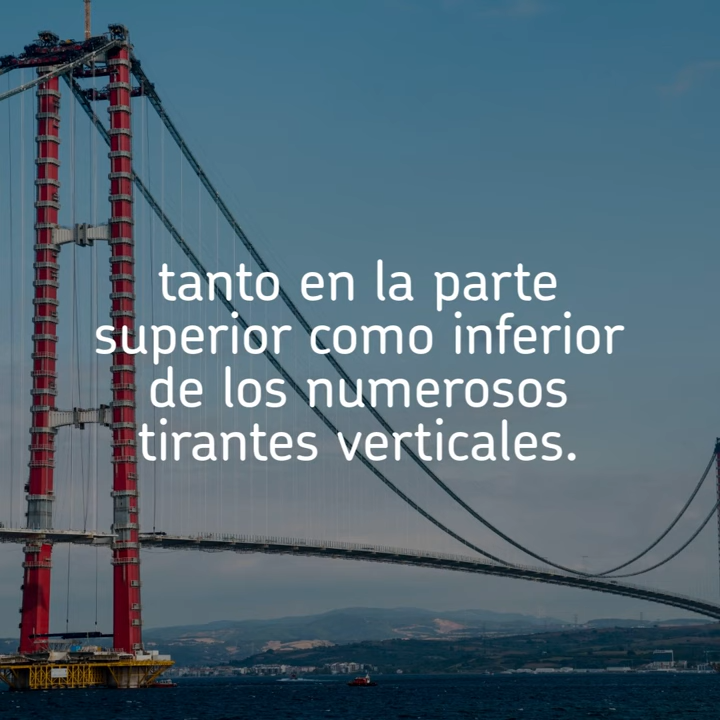 tanto en la parte
superior como inferior
de los numerosos
tirantes verticales.